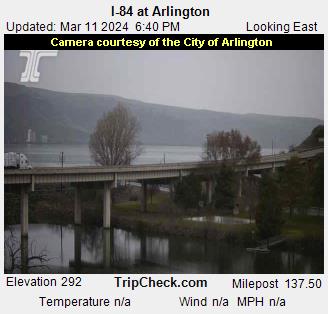 I-84 at Arlington
Updated: Mar 11 2024 6:40 PM Looking East
Camera courtesy of the City of Arlington
Elevation 292 TripCheck.com Milepost 137.50
Temperature n/a Wind n/a MPH n/a